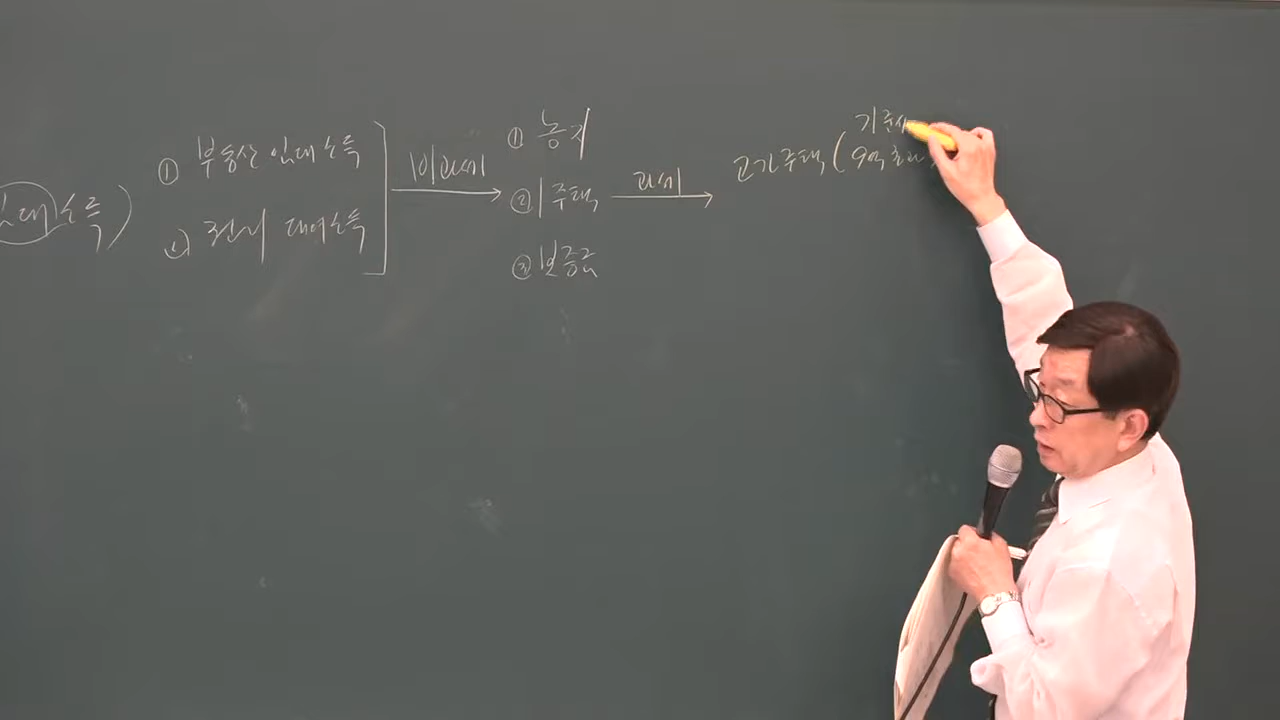 임대소득)
① 부동산 임대소득
② 전세 대여소득
비과세
① 농지
② 1주택
③ 보증금
과세
고가주택(
기준시
9억 초과